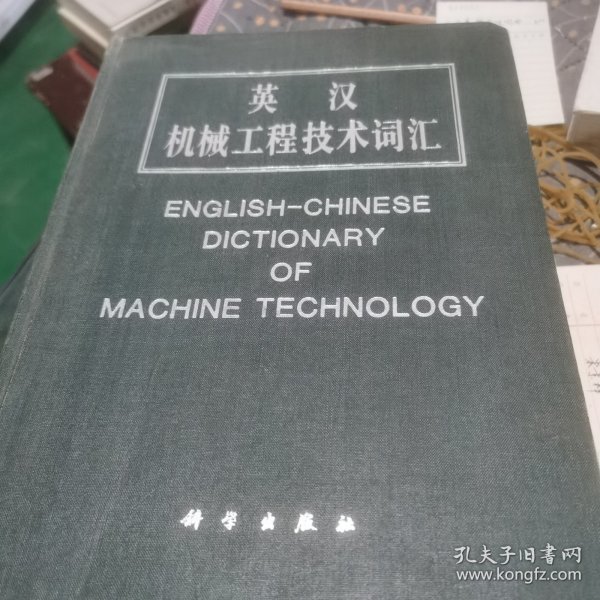 英 汉
机械工程技术词汇
ENGLISH-CHINESE
DICTIONARY
OF
MACHINE TECHNOLOGY
科学出版社
孔夫子旧书网
www.kongfz.com